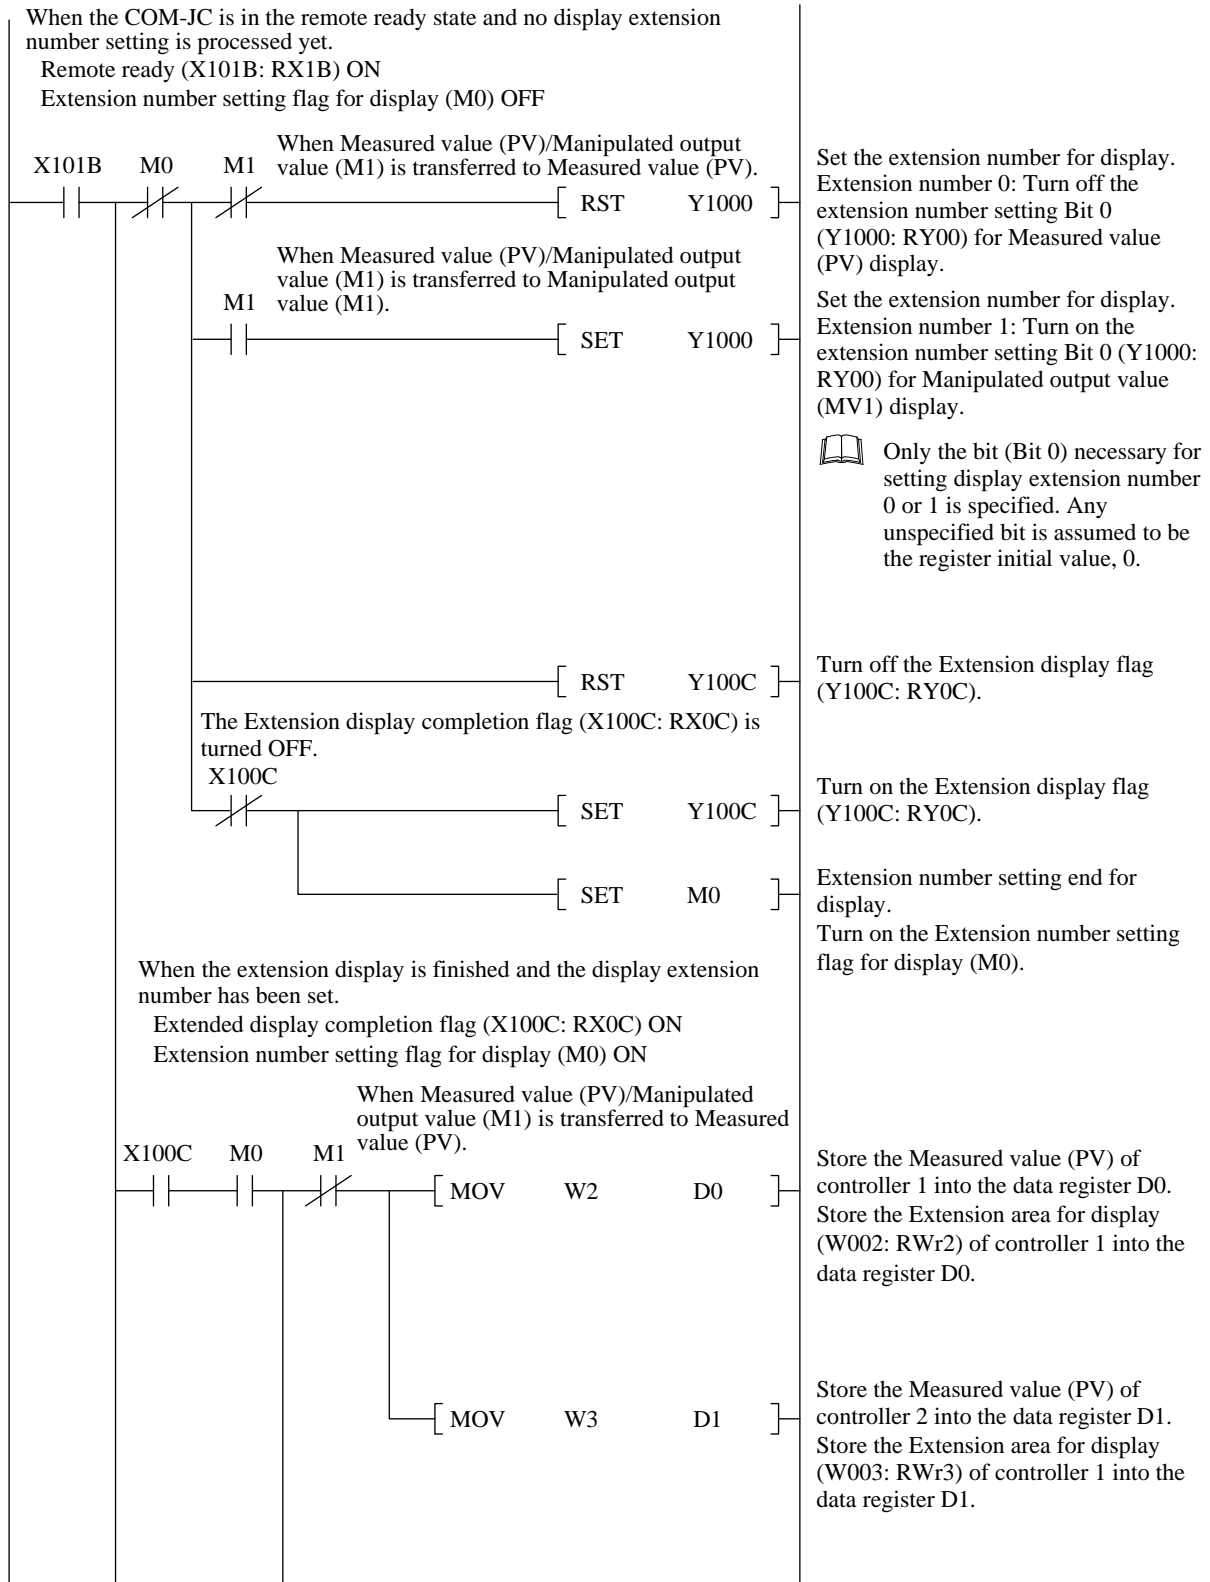 When the COM-JC is in the remote ready state and no display extension
number setting is processed yet.
Remote ready (X101B: RX1B) ON
Extension number setting flag for display (M0) OFF
When Measured value (PV)/Manipulated output
value (M1) is transferred to Measured value (PV).
X101B M0 M1
RST Y1000
Set the extension number for display.
Extension number 0: Turn off the
extension number setting Bit 0
(Y1000: RY00) for Measured value
(PV) display.
When Measured value (PV)/Manipulated output
value (M1) is transferred to Manipulated output
value (M1).
M1
SET Y1000
Set the extension number for display.
Extension number 1: Turn on the
extension number setting Bit 0 (Y1000:
RY00) for Manipulated output value
(MV1) display.
Only the bit (Bit 0) necessary for
setting display extension number
0 or 1 is specified. Any
unspecified bit is assumed to be
the register initial value, 0.
RST Y100C
Turn off the Extension display flag
(Y100C: RY0C).
The Extension display completion flag (X100C: RX0C) is
turned OFF.
X100C
SET Y100C
Turn on the Extension display flag
(Y100C: RY0C).
SET M0
Extension number setting end for
display.
Turn on the Extension number setting
flag for display (M0).
When the extension display is finished and the display extension
number has been set.
Extended display completion flag (X100C: RX0C) ON
Extension number setting flag for display (M0) ON
When Measured value (PV)/Manipulated
output value (M1) is transferred to Measured
value (PV).
X100C M0 M1
MOV W2 D0
Store the Measured value (PV) of
controller 1 into the data register D0.
Store the Extension area for display
(W002: RWr2) of controller 1 into the
data register D0.
MOV W3 D1
Store the Measured value (PV) of
controller 2 into the data register D1.
Store the Extension area for display
(W003: RWr3) of controller 1 into the
data register D1.